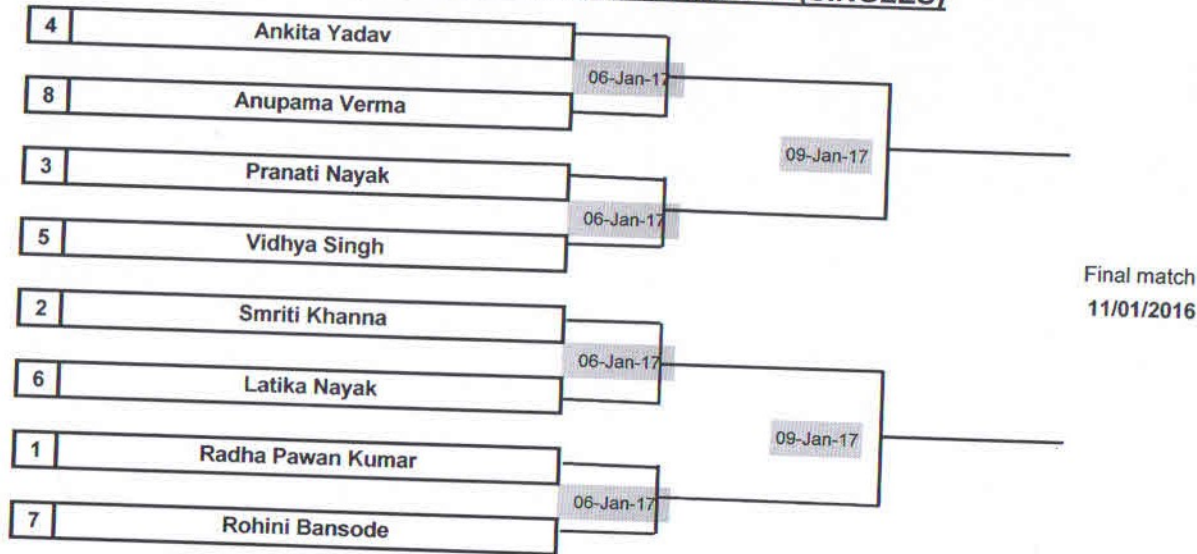 (SINGLES)
4 Ankita Yadav
06-Jan-17
8 Anupama Verma
09-Jan-17
3 Pranati Nayak
06-Jan-17
5 Vidhya Singh
Final match
11/01/2016
2 Smriti Khanna
06-Jan-17
6 Latika Nayak
09-Jan-17
1 Radha Pawan Kumar
06-Jan-17
7 Rohini Bansode